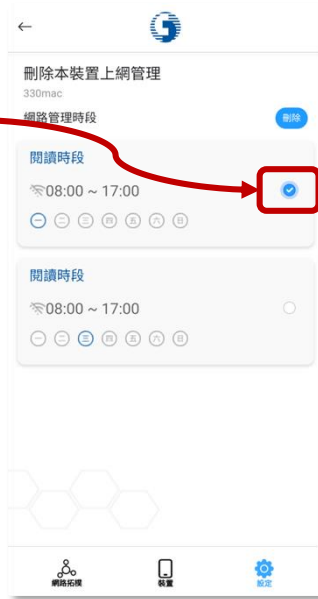 刪除本裝置上網管理
330mac
網路管理時段 刪除
閱讀時段
08:00 ~ 17:00
一 二 三 四 五 六 日
閱讀時段
08:00 ~ 17:00
一 二 三 四 五 六 日
網路拓樸 裝置 設定